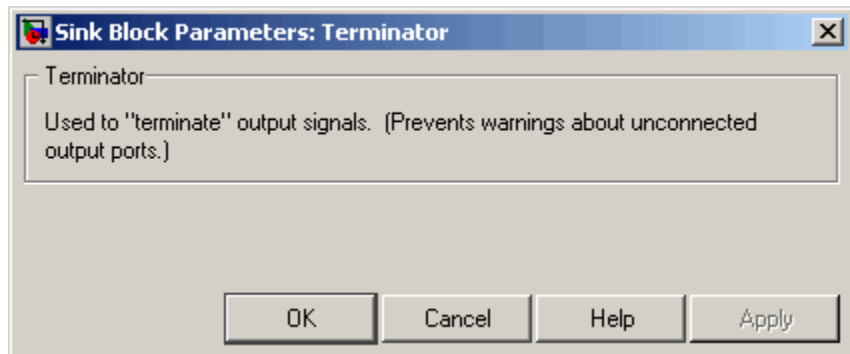 Sink Block Parameters: Terminator
Terminator
Used to "terminate" output signals.  (Prevents warnings about unconnected
output ports.)
OK
Cancel
Help
Apply